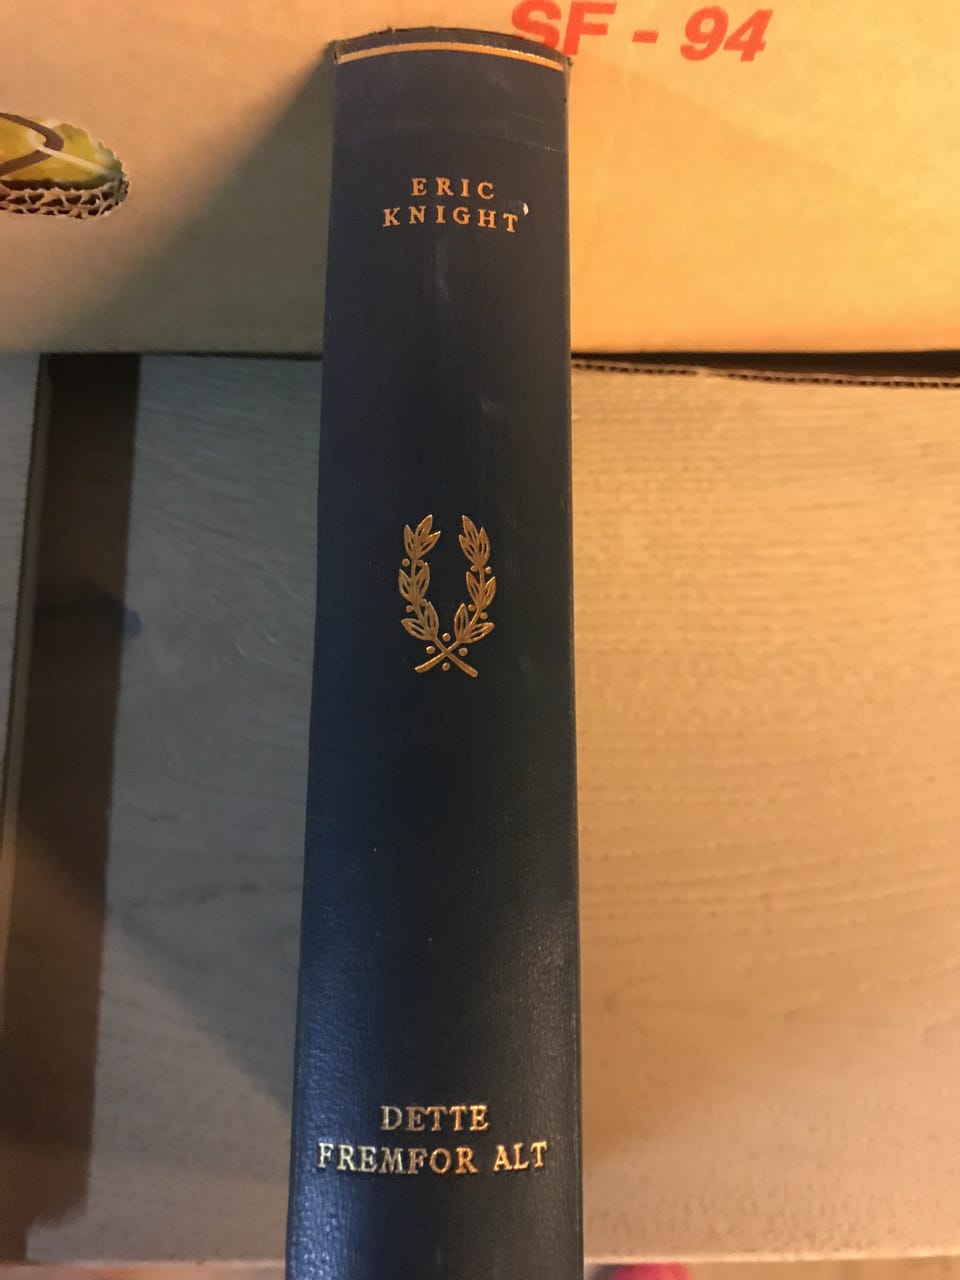 SF - 94
ERIC
KNIGHT
DETTE
FREMFOR ALT